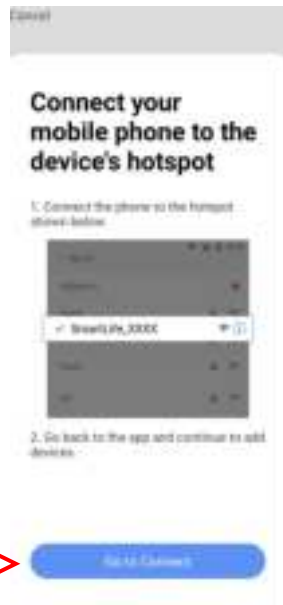 Cancel
Connect your
mobile phone to the
device's hotspot
1. Connect the phone to the hotspot
shown below
SmartLife_XXXX
2. Go back to the app and continue to add
devices
Go to Connect